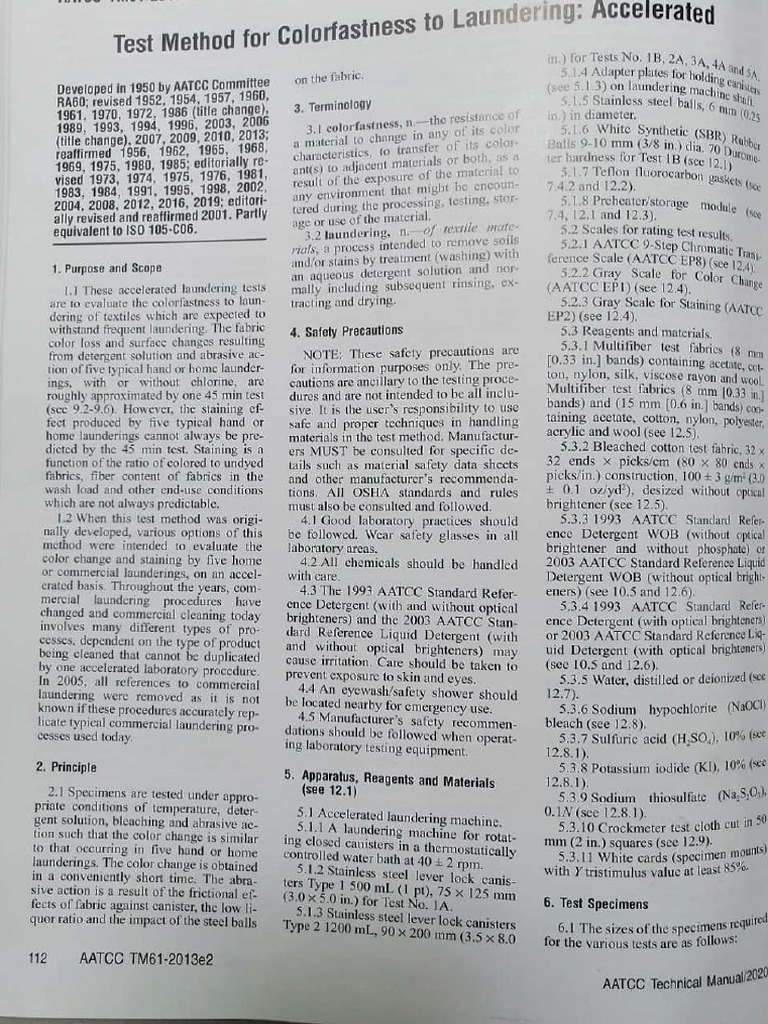 Test Method for Colorfastness to Laundering: Accelerated
Developed in 1950 by AATCC Committee
RA60; revised 1952, 1954, 1957, 1960,
1961, 1970, 1972, 1986 (title change),
1989, 1993, 1994, 1996, 2003, 2006
(title change), 2007, 2009, 2010, 2013;
reaffirmed 1956, 1962, 1965, 1968,
1969, 1975, 1980, 1985; editorially re-
vised 1973, 1974, 1975, 1976, 1981,
1983, 1984, 1991, 1995, 1998, 2002,
2004, 2008, 2012, 2016, 2019; editori-
ally revised and reaffirmed 2001. Partly
equivalent to ISO 105-C06.
1. Purpose and Scope
1.1 These accelerated laundering tests
are to evaluate the colorfastness to laun-
dering of textiles which are expected to
withstand frequent laundering. The fabric
color loss and surface changes resulting
from detergent solution and abrasive ac-
tion of five typical hand or home launder-
ings, with or without chlorine, are
roughly approximated by one 45 min test
(see 9.2-9.6). However, the staining ef-
fect produced by five typical hand or
home launderings cannot always be pre-
dicted by the 45 min test. Staining is a
function of the ratio of colored to undyed
fabrics, fiber content of fabrics in the
wash load and other end-use conditions
which are not always predictable.
1.2 When this test method was origi-
nally developed, various options of this
method were intended to evaluate the
color change and staining by five home
or commercial launderings, on an accel-
erated basis. Throughout the years, com-
mercial laundering procedures have
changed and commercial cleaning today
involves many different types of pro-
cesses, dependent on the type of product
being cleaned that cannot be duplicated
by one accelerated laboratory procedure.
In 2005, all references to commercial
laundering were removed as it is not
known if these procedures accurately rep-
licate typical commercial laundering pro-
cesses used today.
2. Principle
2.1 Specimens are tested under appro-
priate conditions of temperature, deter-
gent solution, bleaching and abrasive ac-
tion such that the color change is similar
to that occurring in five hand or home
launderings. The color change is obtained
in a conveniently short time. The abra-
sive action is a result of the frictional ef-
fects of fabric against canister, the low li-
quor ratio and the impact of the steel balls
on the fabric.
3. Terminology
3.1 colorfastness, n.—the resistance of
a material to change in any of its color
characteristics, to transfer of its color-
ant(s) to adjacent materials or both, as a
result of the exposure of the material to
any environment that might be encoun-
tered during the processing, testing, stor-
age or use of the material.
3.2 laundering, n.—of textile mate-
rials, a process intended to remove soils
and/or stains by treatment (washing) with
an aqueous detergent solution and nor-
mally including subsequent rinsing, ex-
tracting and drying.
4. Safety Precautions
NOTE: These safety precautions are
for information purposes only. The pre-
cautions are ancillary to the testing proce-
dures and are not intended to be all inclu-
sive. It is the user's responsibility to use
safe and proper techniques in handling
materials in the test method. Manufactur-
ers MUST be consulted for specific de-
tails such as material safety data sheets
and other manufacturer's recommenda-
tions. All OSHA standards and rules
must also be consulted and followed.
4.1 Good laboratory practices should
be followed. Wear safety glasses in all
laboratory areas.
4.2 All chemicals should be handled
with care.
4.3 The 1993 AATCC Standard Refer-
ence Detergent (with and without optical
brighteners) and the 2003 AATCC Stan-
dard Reference Liquid Detergent (with
and without optical brighteners) may
cause irritation. Care should be taken to
prevent exposure to skin and eyes.
4.4 An eyewash/safety shower should
be located nearby for emergency use.
4.5 Manufacturer's safety recommen-
dations should be followed when operat-
ing laboratory testing equipment.
5. Apparatus, Reagents and Materials
(see 12.1)
5.1 Accelerated laundering machine.
5.1.1 A laundering machine for rotat-
ing closed canisters in a thermostatically
controlled water bath at 40 ± 2 rpm.
5.1.2 Stainless steel lever lock canis-
ters Type 1 500 mL (1 pt), 75 × 125 mm
(3.0 × 5.0 in.) for Test No. 1A.
5.1.3 Stainless steel lever lock canisters
Type 2 1200 mL, 90 × 200 mm (3.5 × 8.0
in.) for Tests No. 1B, 2A, 3A, 4A and 5A.
5.1.4 Adapter plates for holding canisters
(see 5.1.3) on laundering machine shaft.
5.1.5 Stainless steel balls, 6 mm (0.25
in.) in diameter.
5.1.6 White Synthetic (SBR) Rubber
Balls 9-10 mm (3/8 in.) dia. 70 Durome-
ter hardness for Test 1B (see 12.1)
5.1.7 Teflon fluorocarbon gaskets (see
7.4.2 and 12.2).
5.1.8 Preheater/storage module (see
7.4, 12.1 and 12.3).
5.2 Scales for rating test results.
5.2.1 AATCC 9-Step Chromatic Trans-
ference Scale (AATCC EP8) (see 12.4).
5.2.2 Gray Scale for Color Change
(AATCC EP1) (see 12.4).
5.2.3 Gray Scale for Staining (AATCC
EP2) (see 12.4).
5.3 Reagents and materials.
5.3.1 Multifiber test fabrics (8 mm
[0.33 in.] bands) containing acetate, cot-
ton, nylon, silk, viscose rayon and wool.
Multifiber test fabrics (8 mm [0.33 in.]
bands) and (15 mm [0.6 in.] bands) con-
taining acetate, cotton, nylon, polyester,
acrylic and wool (see 12.5).
5.3.2 Bleached cotton test fabric, 32 ×
32 ends × picks/cm (80 × 80 ends ×
picks/in.) construction, 100 ± 3 g/m² (3.0
± 0.1 oz/yd²), desized without optical
brightener (see 12.5).
5.3.3 1993 AATCC Standard Refer-
ence Detergent WOB (without optical
brightener and without phosphate) or
2003 AATCC Standard Reference Liquid
Detergent WOB (without optical bright-
eners) (see 10.5 and 12.6).
5.3.4 1993 AATCC Standard Refer-
ence Detergent (with optical brighteners)
or 2003 AATCC Standard Reference Liq-
uid Detergent (with optical brighteners)
(see 10.5 and 12.6).
5.3.5 Water, distilled or deionized (see
12.7).
5.3.6 Sodium hypochlorite (NaOCl)
bleach (see 12.8).
5.3.7 Sulfuric acid (H₂SO₄), 10% (see
12.8.1).
5.3.8 Potassium iodide (KI), 10% (see
12.8.1).
5.3.9 Sodium thiosulfate (Na₂S₂O₃),
0.1N (see 12.8.1).
5.3.10 Crockmeter test cloth cut in 50
mm (2 in.) squares (see 12.9).
5.3.11 White cards (specimen mounts)
with Y tristimulus value at least 85%.
6. Test Specimens
6.1 The sizes of the specimens required
for the various tests are as follows:
112 AATCC TM61-2013e2
AATCC Technical Manual/2020